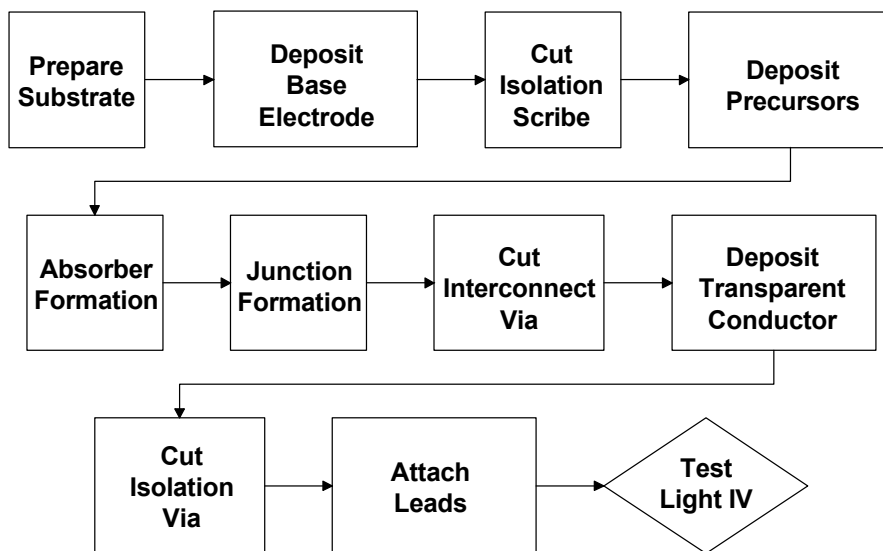 Prepare
Substrate
Deposit
Base
Electrode
Cut
Isolation
Scribe
Deposit
Precursors
Absorber
Formation
Junction
Formation
Cut
Interconnect
Via
Deposit
Transparent
Conductor
Cut
Isolation
Via
Attach
Leads
Test
Light IV